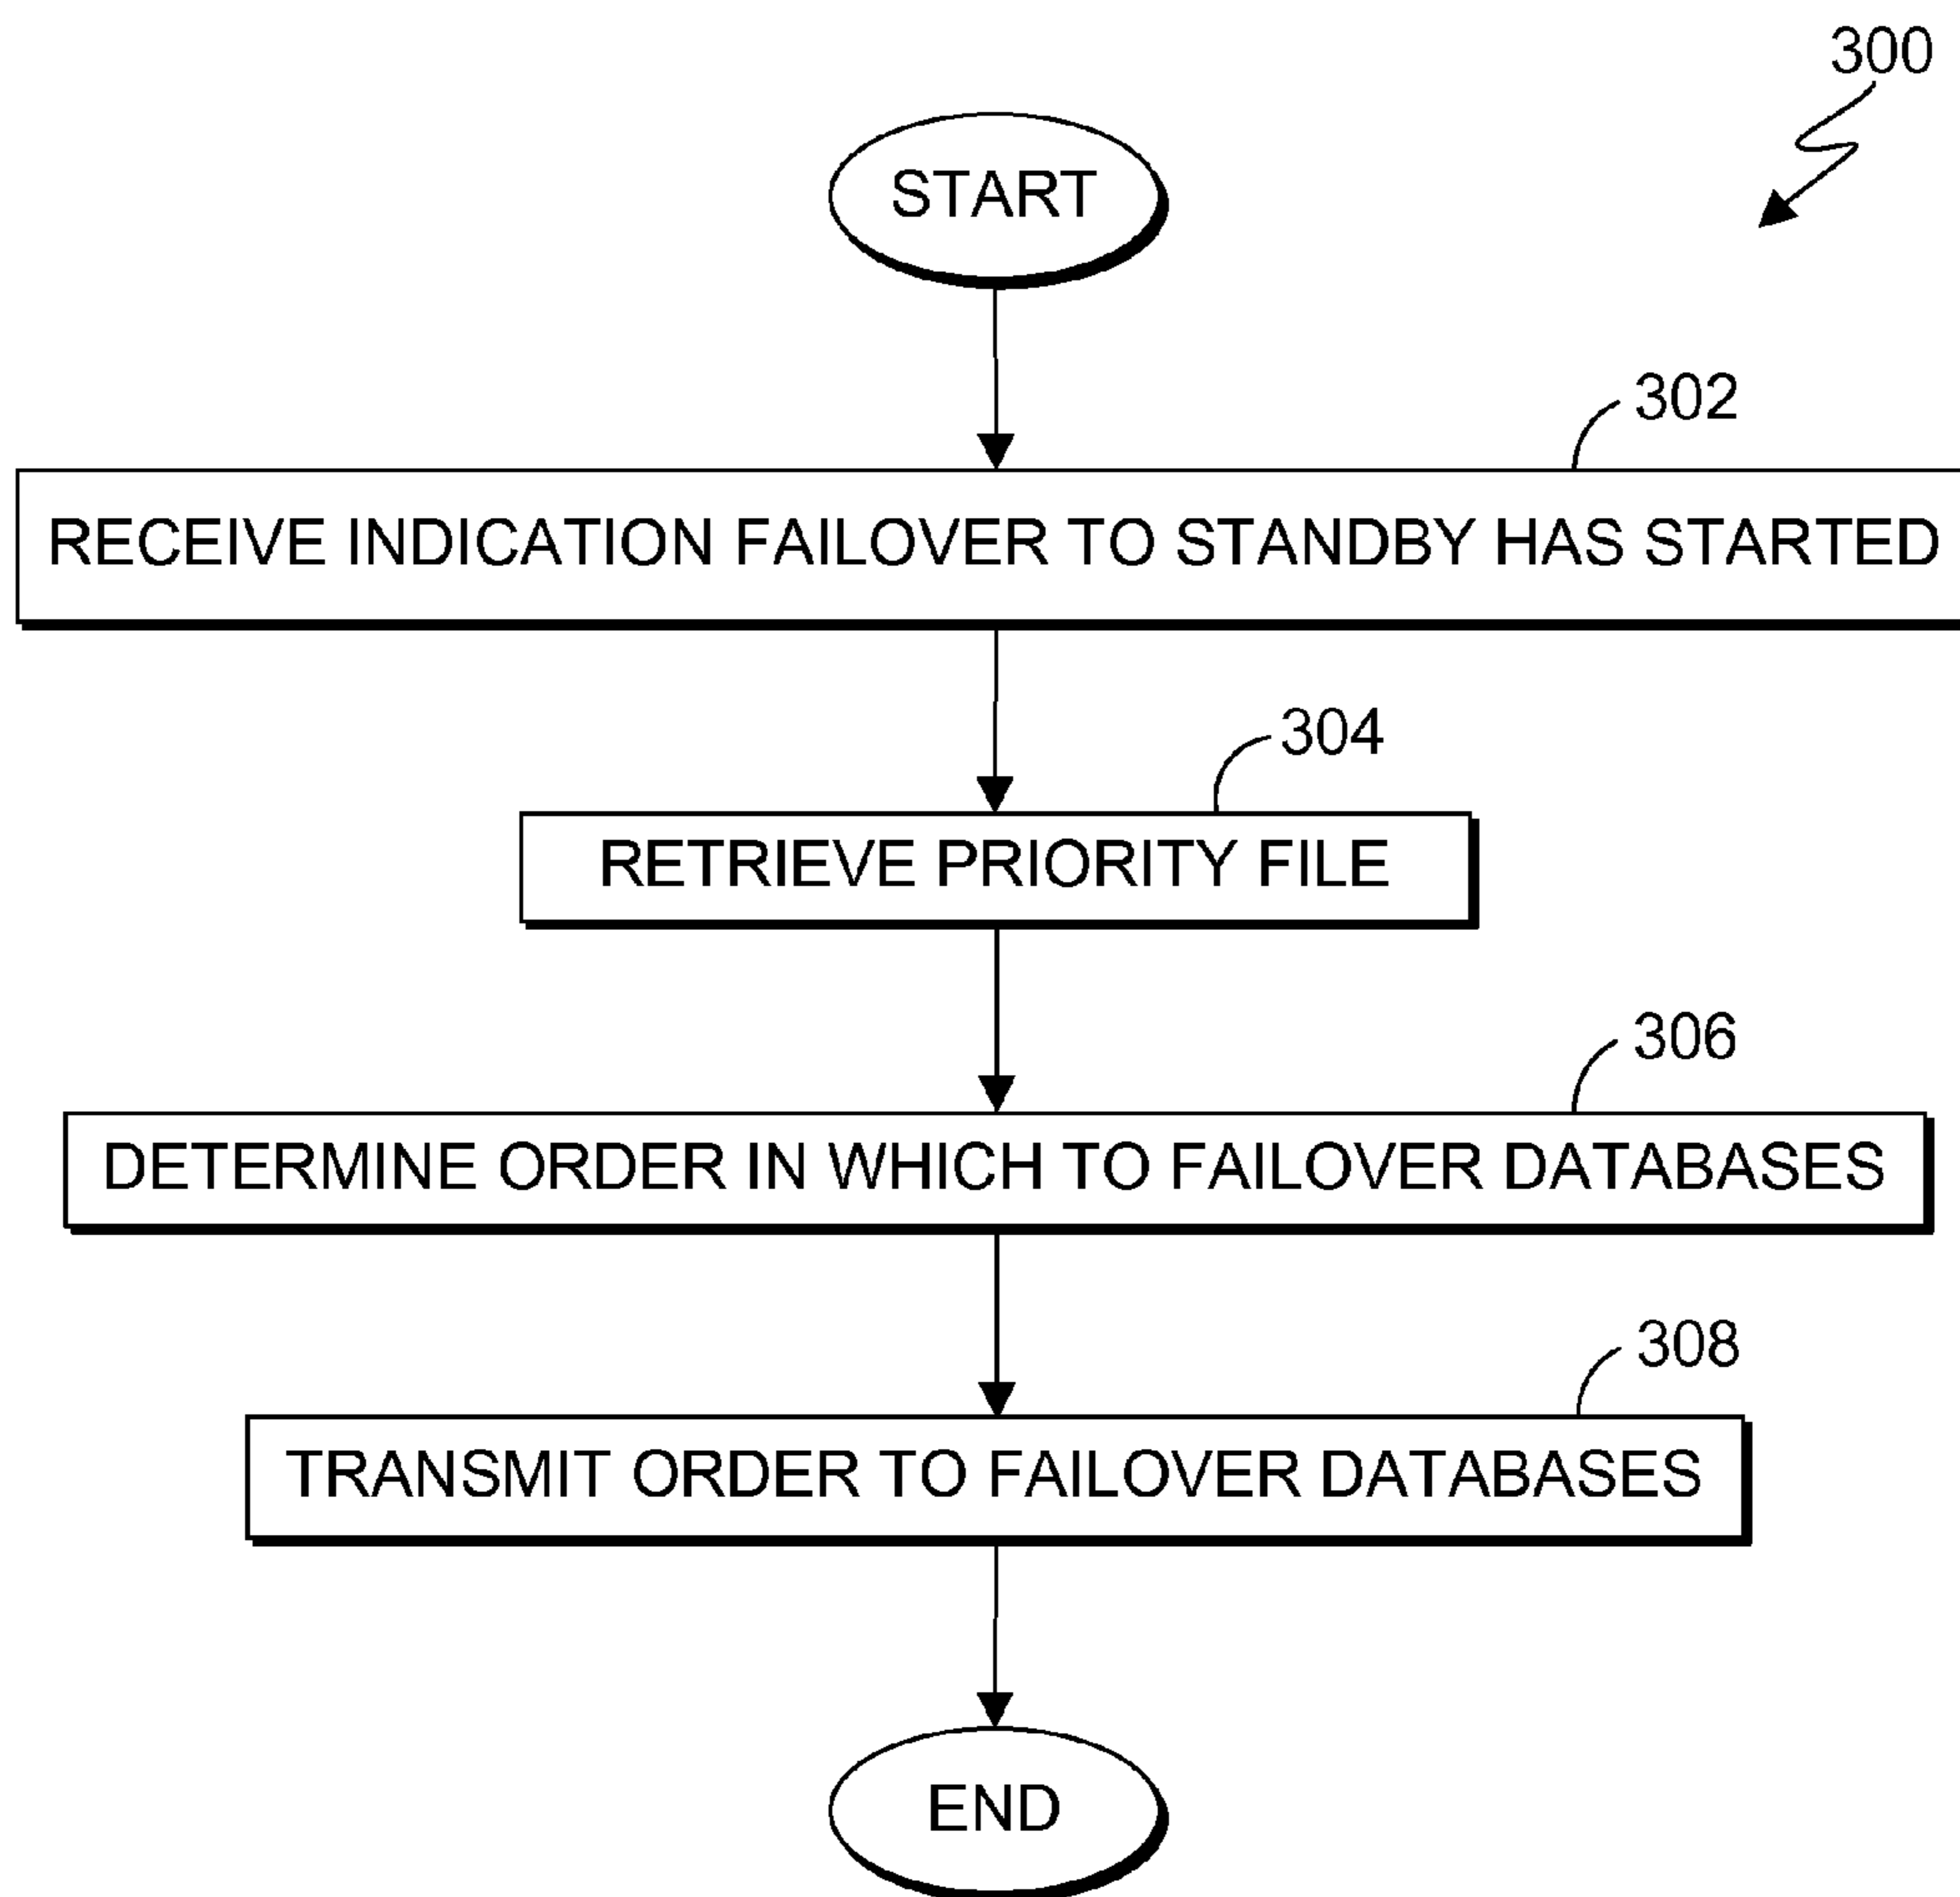 300
START
302
RECEIVE INDICATION FAILOVER TO STANDBY HAS STARTED
304
RETRIEVE PRIORITY FILE
306
DETERMINE ORDER IN WHICH TO FAILOVER DATABASES
308
TRANSMIT ORDER TO FAILOVER DATABASES
END